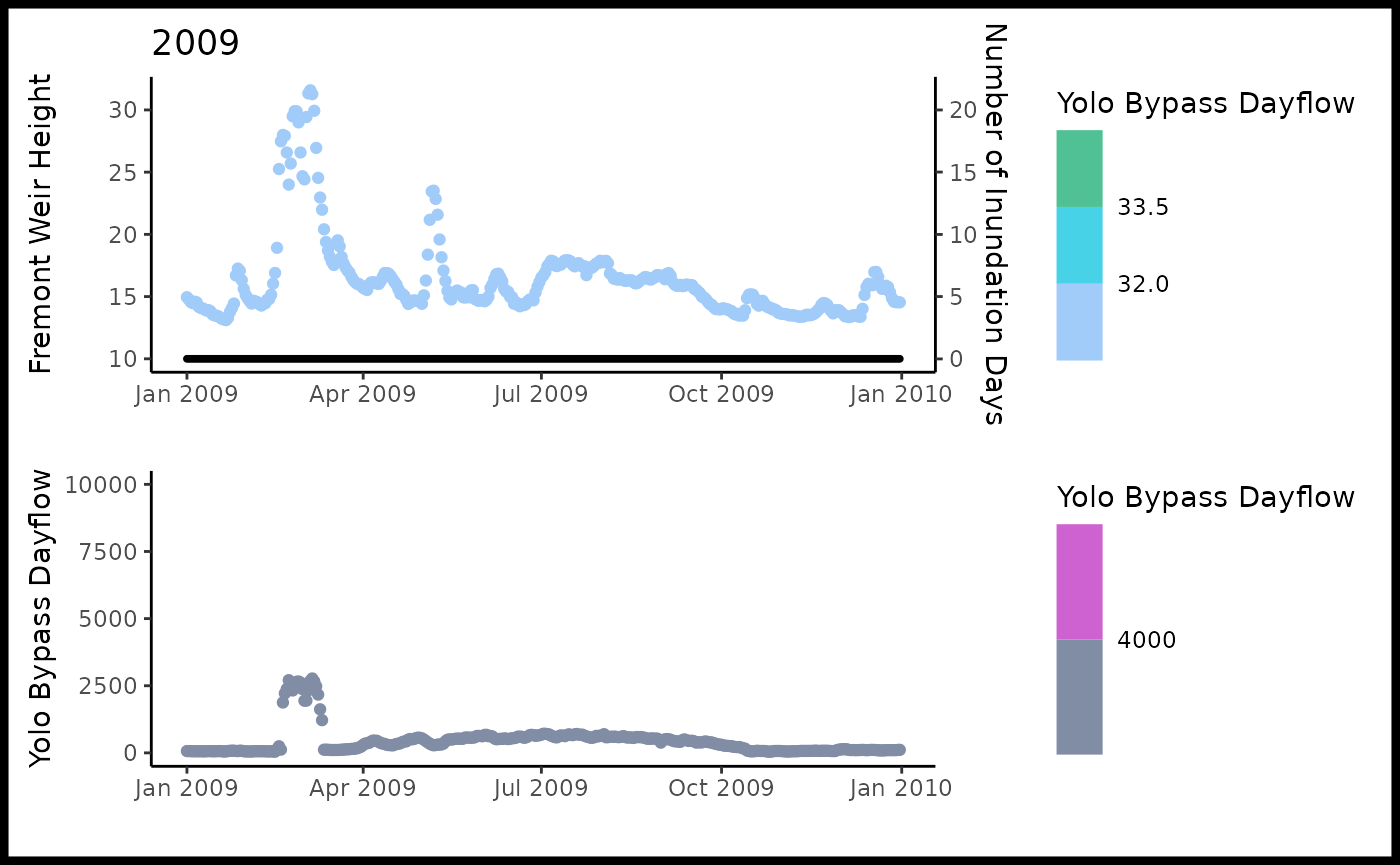 2009
Fremont Weir Height
30
25
20
15
10
20
15
10
5
0
Number of Inundation Days
Jan 2009 Apr 2009 Jul 2009 Oct 2009 Jan 2010
Yolo Bypass Dayflow
33.5
32.0
Yolo Bypass Dayflow
10000
7500
5000
2500
0
Jan 2009 Apr 2009 Jul 2009 Oct 2009 Jan 2010
Yolo Bypass Dayflow
4000